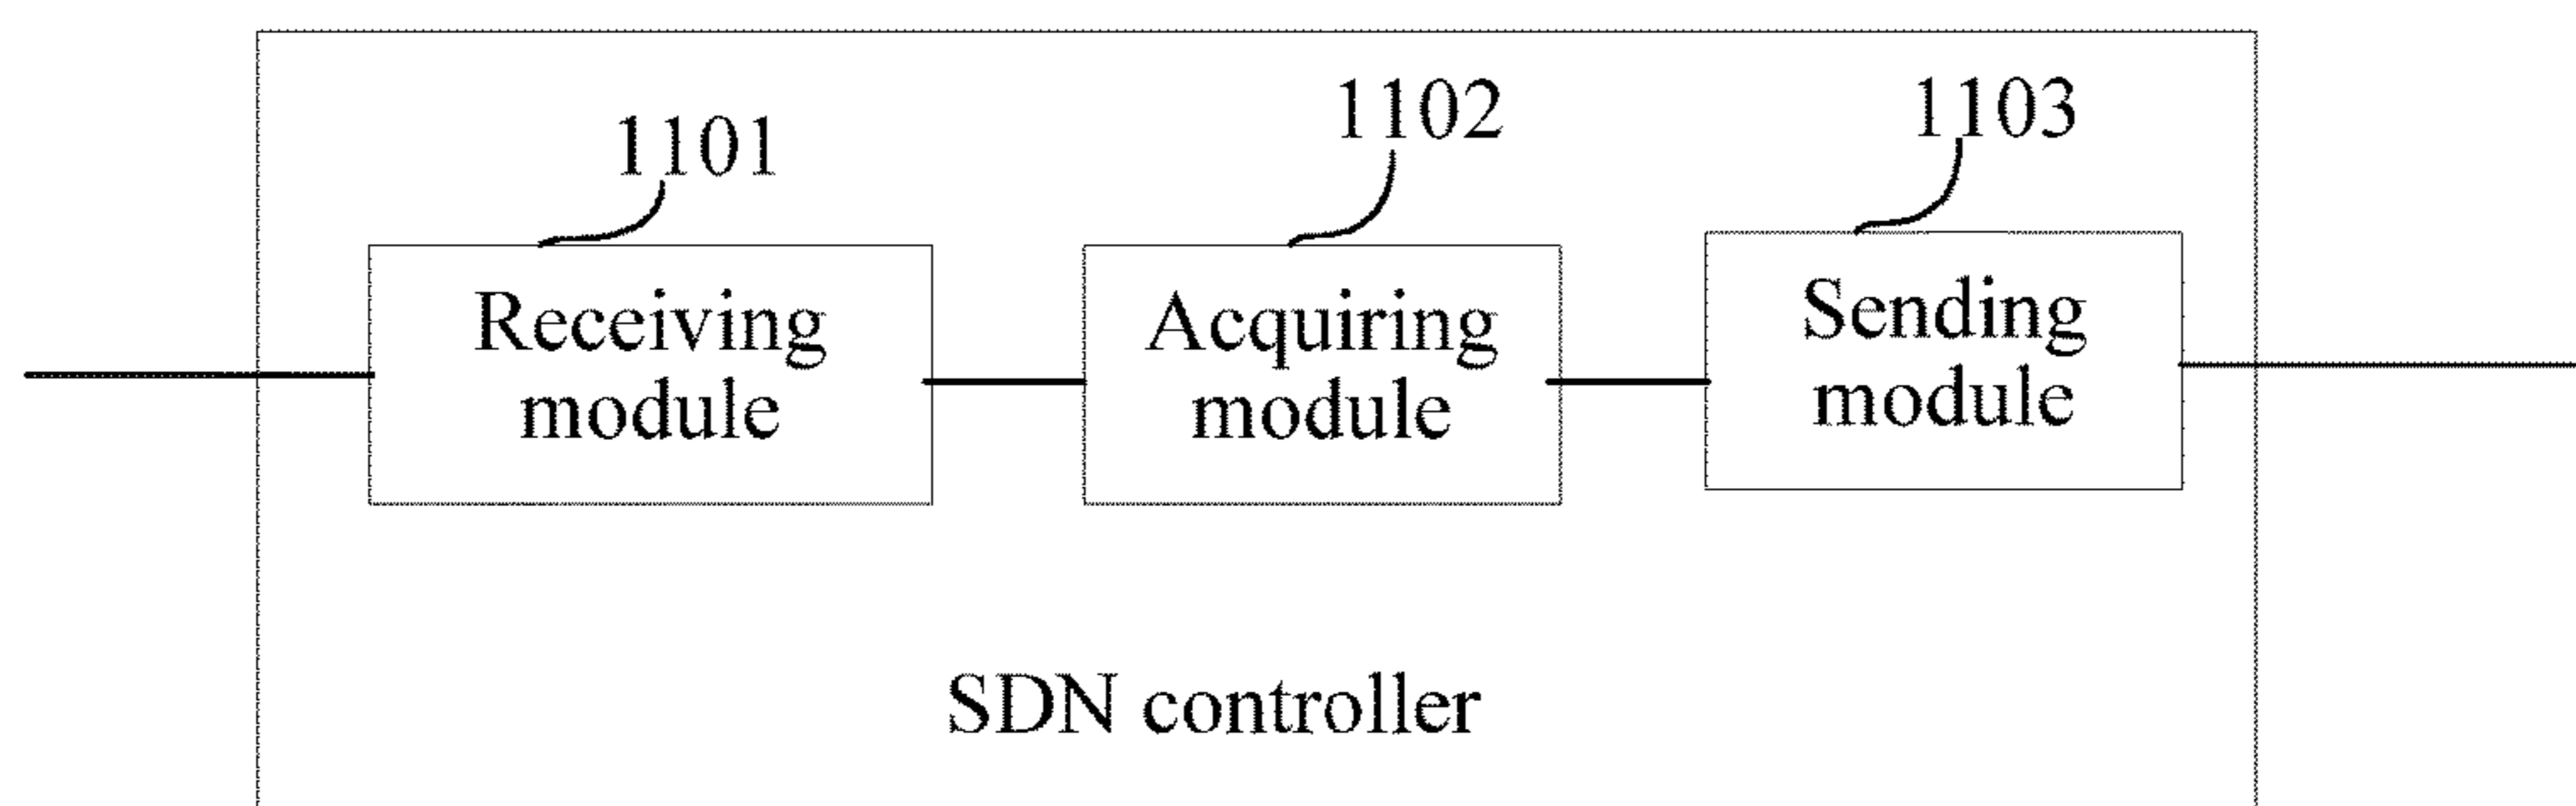 1101
1102
1103
Receiving
module
Acquiring
module
Sending
module
SDN controller